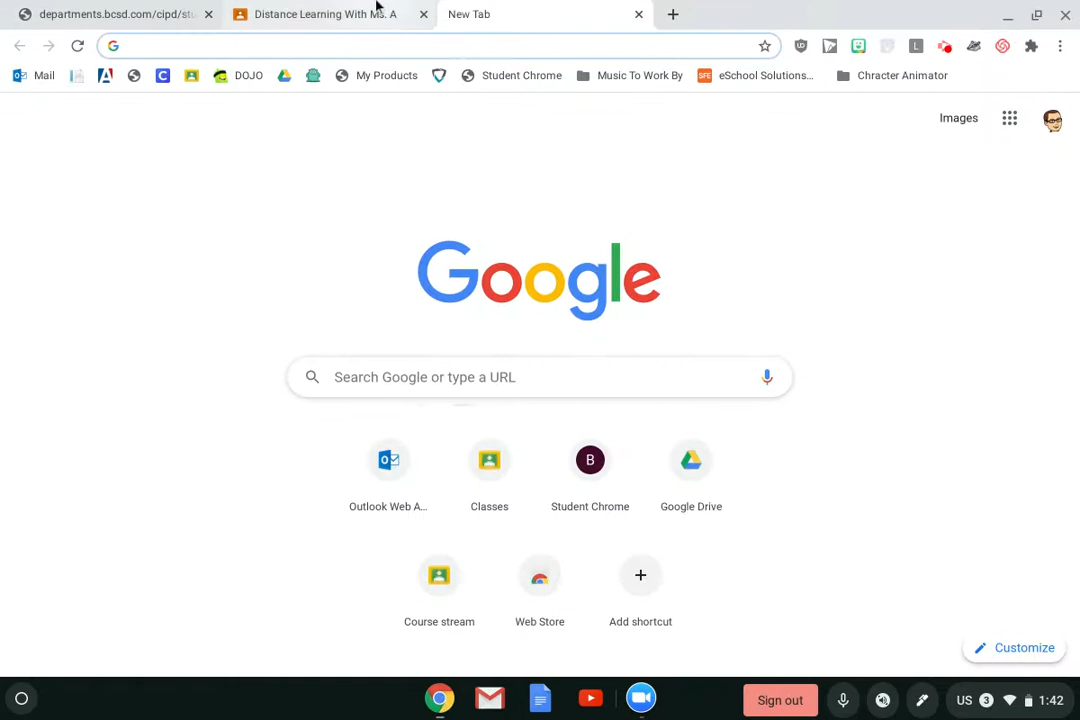 departments.bcsd.com/cipd/stu
Distance Learning With Ms. A
New Tab
Mail
DOJO
My Products
Student Chrome
Music To Work By
SFE
eSchool Solutions...
Chracter Animator
Images
Google
Search Google or type a URL
B
Outlook Web A...
Classes
Student Chrome
Google Drive
Course stream
Web Store
Add shortcut
Customize
Sign out
US
3
1:42